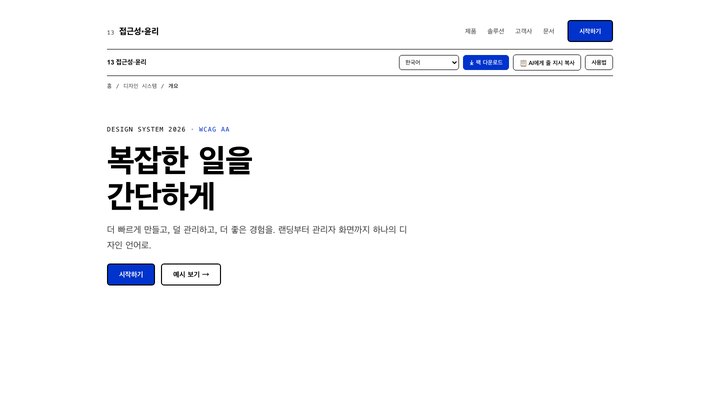 13 접근성·윤리
제품 솔루션 고객사 문서 시작하기
13 접근성·윤리
한국어 팩 다운로드 AI에게 줄 지시 복사 사용법
홈 / 디자인 시스템 / 개요
DESIGN SYSTEM 2026 · WCAG AA
복잡한 일을
간단하게
더 빠르게 만들고, 덜 관리하고, 더 좋은 경험을. 랜딩부터 관리자 화면까지 하나의 디
자인 언어로.
시작하기 예시 보기 →